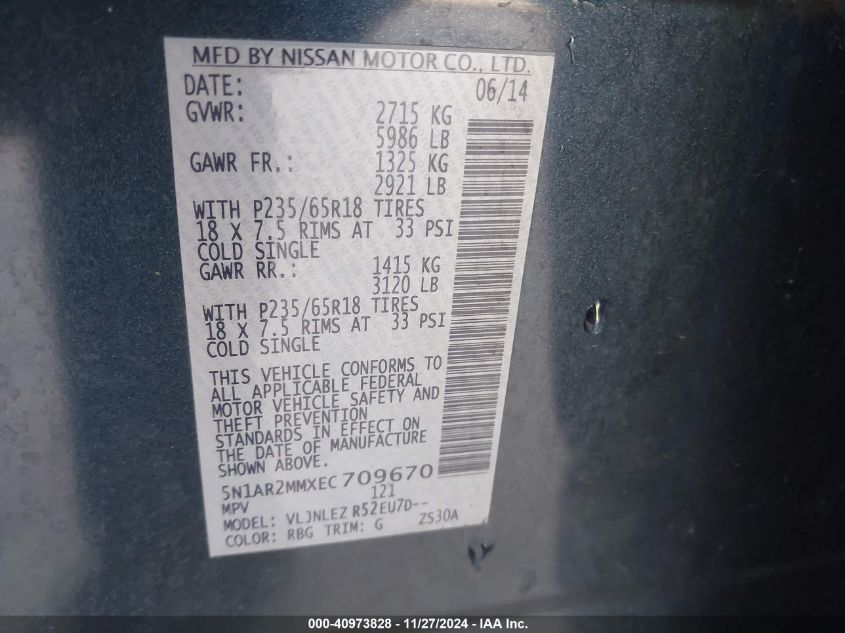 MFD BY NISSAN MOTOR CO., LTD.
DATE: 06/14
GVWR: 2715 KG
5986 LB
GAWR FR.: 1325 KG
2921 LB
WITH P235/65R18 TIRES
18 X 7.5 RIMS AT 33 PSI
COLD SINGLE
GAWR RR.: 1415 KG
3120 LB
WITH P235/65R18 TIRES
18 X 7.5 RIMS AT 33 PSI
COLD SINGLE
THIS VEHICLE CONFORMS TO
ALL APPLICABLE FEDERAL
MOTOR VEHICLE SAFETY AND
THEFT PREVENTION
STANDARDS IN EFFECT ON
THE DATE OF MANUFACTURE
SHOWN ABOVE.
5N1AR2MMXEC709670
MPV 121
MODEL: VLJNLEZ R52EU7D--
COLOR: RBG TRIM: G ZS30A
000-40973828 - 11/27/2024 - IAA Inc.